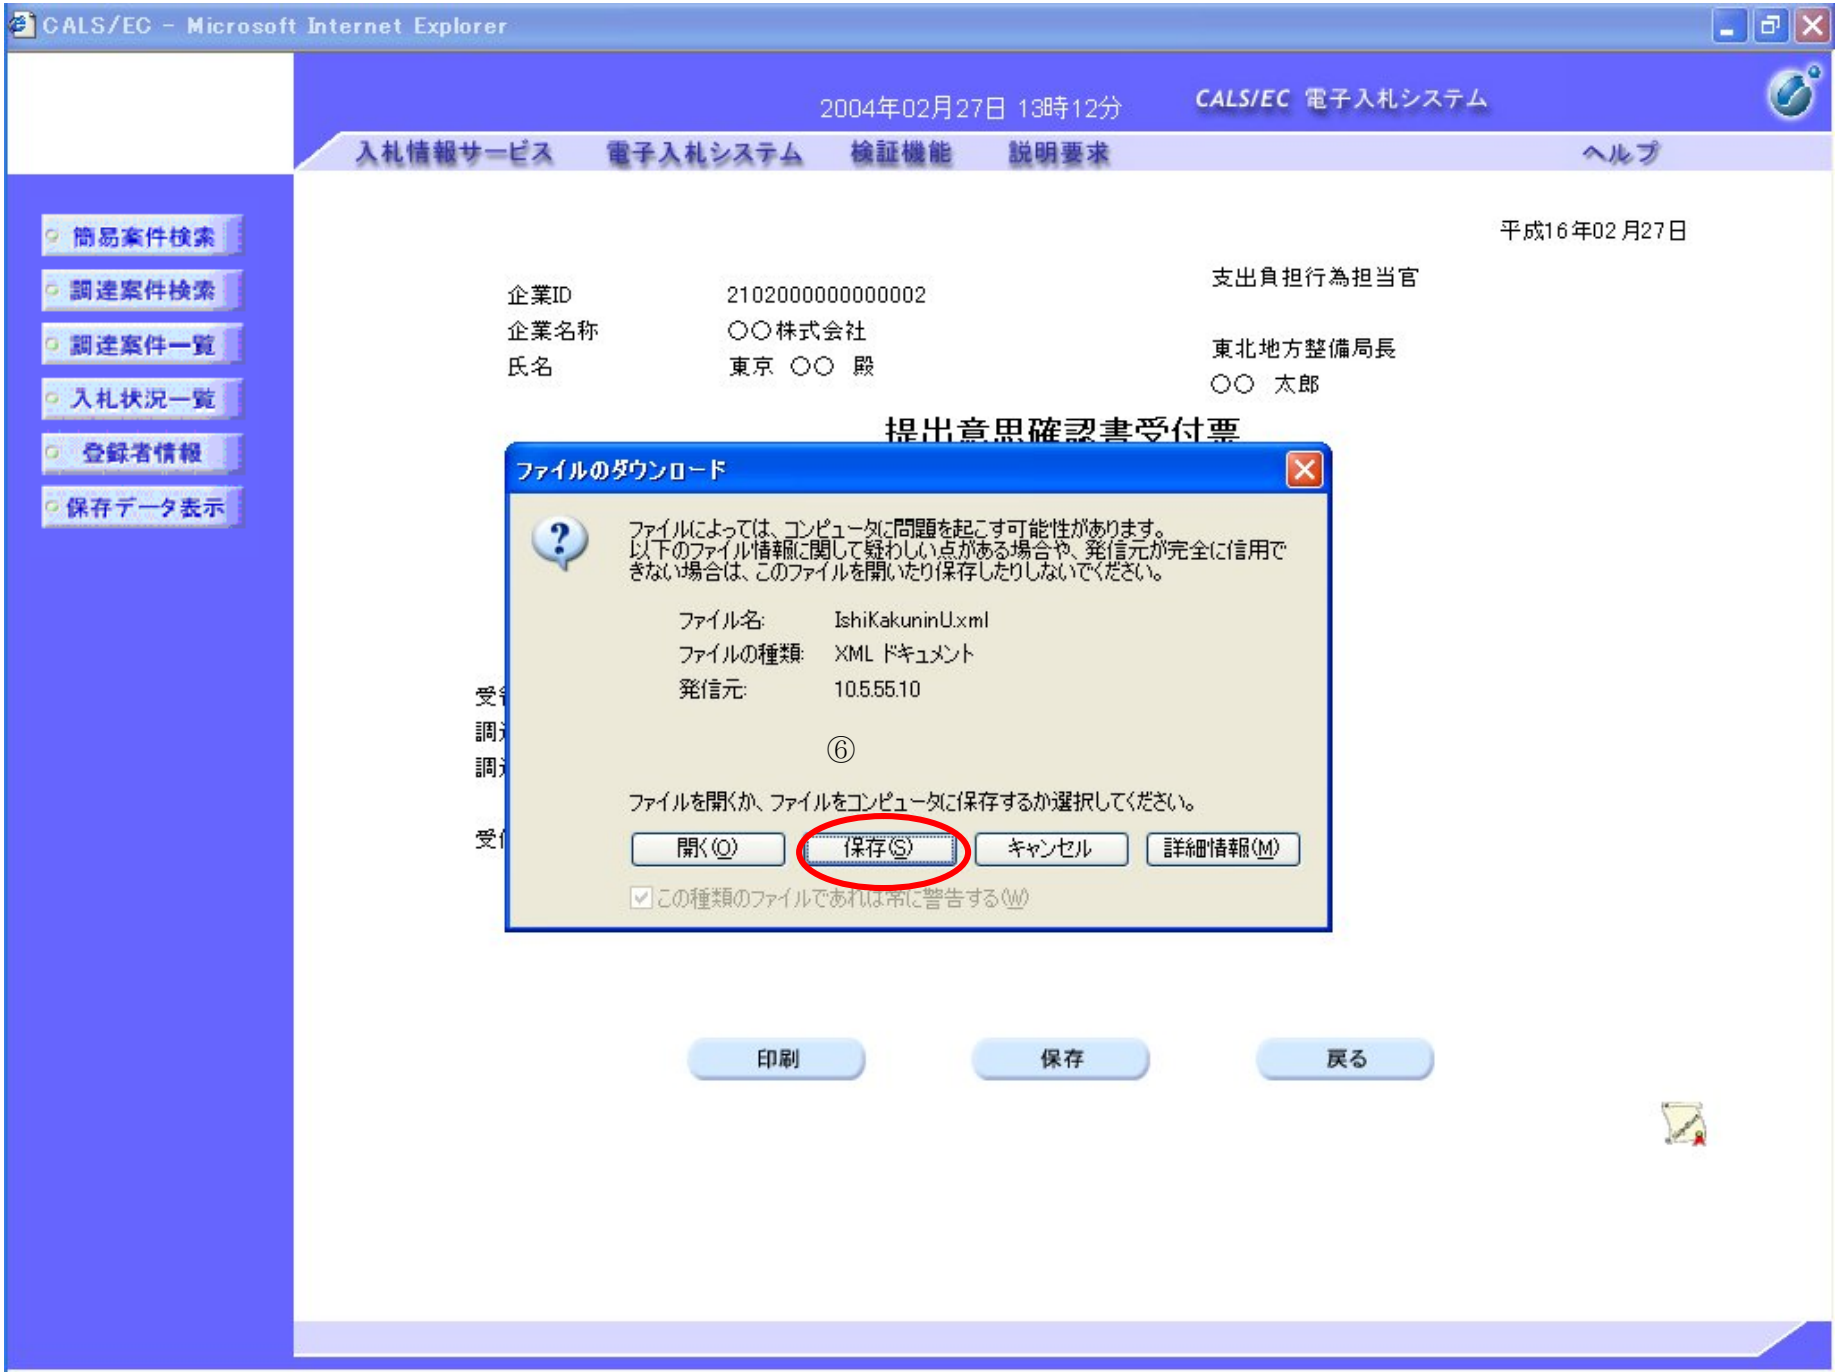 CALS/EC - Microsoft Internet Explorer
2004年02月27日 13時12分
CALS/EC 電子入札システム
入札情報サービス 電子入札システム 検証機能 説明要求 ヘルプ
簡易案件検索
調達案件検索
調達案件一覧
入札状況一覧
登録者情報
保存データ表示
平成16年02月27日
支出負担行為担当官
企業ID 2102000000000002
企業名称 〇〇株式会社
東北地方整備局長
氏名 東京 〇〇 殿
〇〇 太郎
提出意思確認書受付票
ファイルのダウンロード
ファイルによっては、コンピュータに問題を起こす可能性があります。
以下のファイル情報に関して疑わしい点がある場合や、発信元が完全に信用で
きない場合は、このファイルを開いたり保存したりしないでください。
ファイル名: IshiKakuninU.xml
ファイルの種類: XML ドキュメント
発信元: 10.5.55.10
受
調
調
⑥
ファイルを開くか、ファイルをコンピュータに保存するか選択してください。
受
開く(O) 保存(S) キャンセル 詳細情報(M)
この種類のファイルであれば常に警告する(W)
印刷 保存 戻る